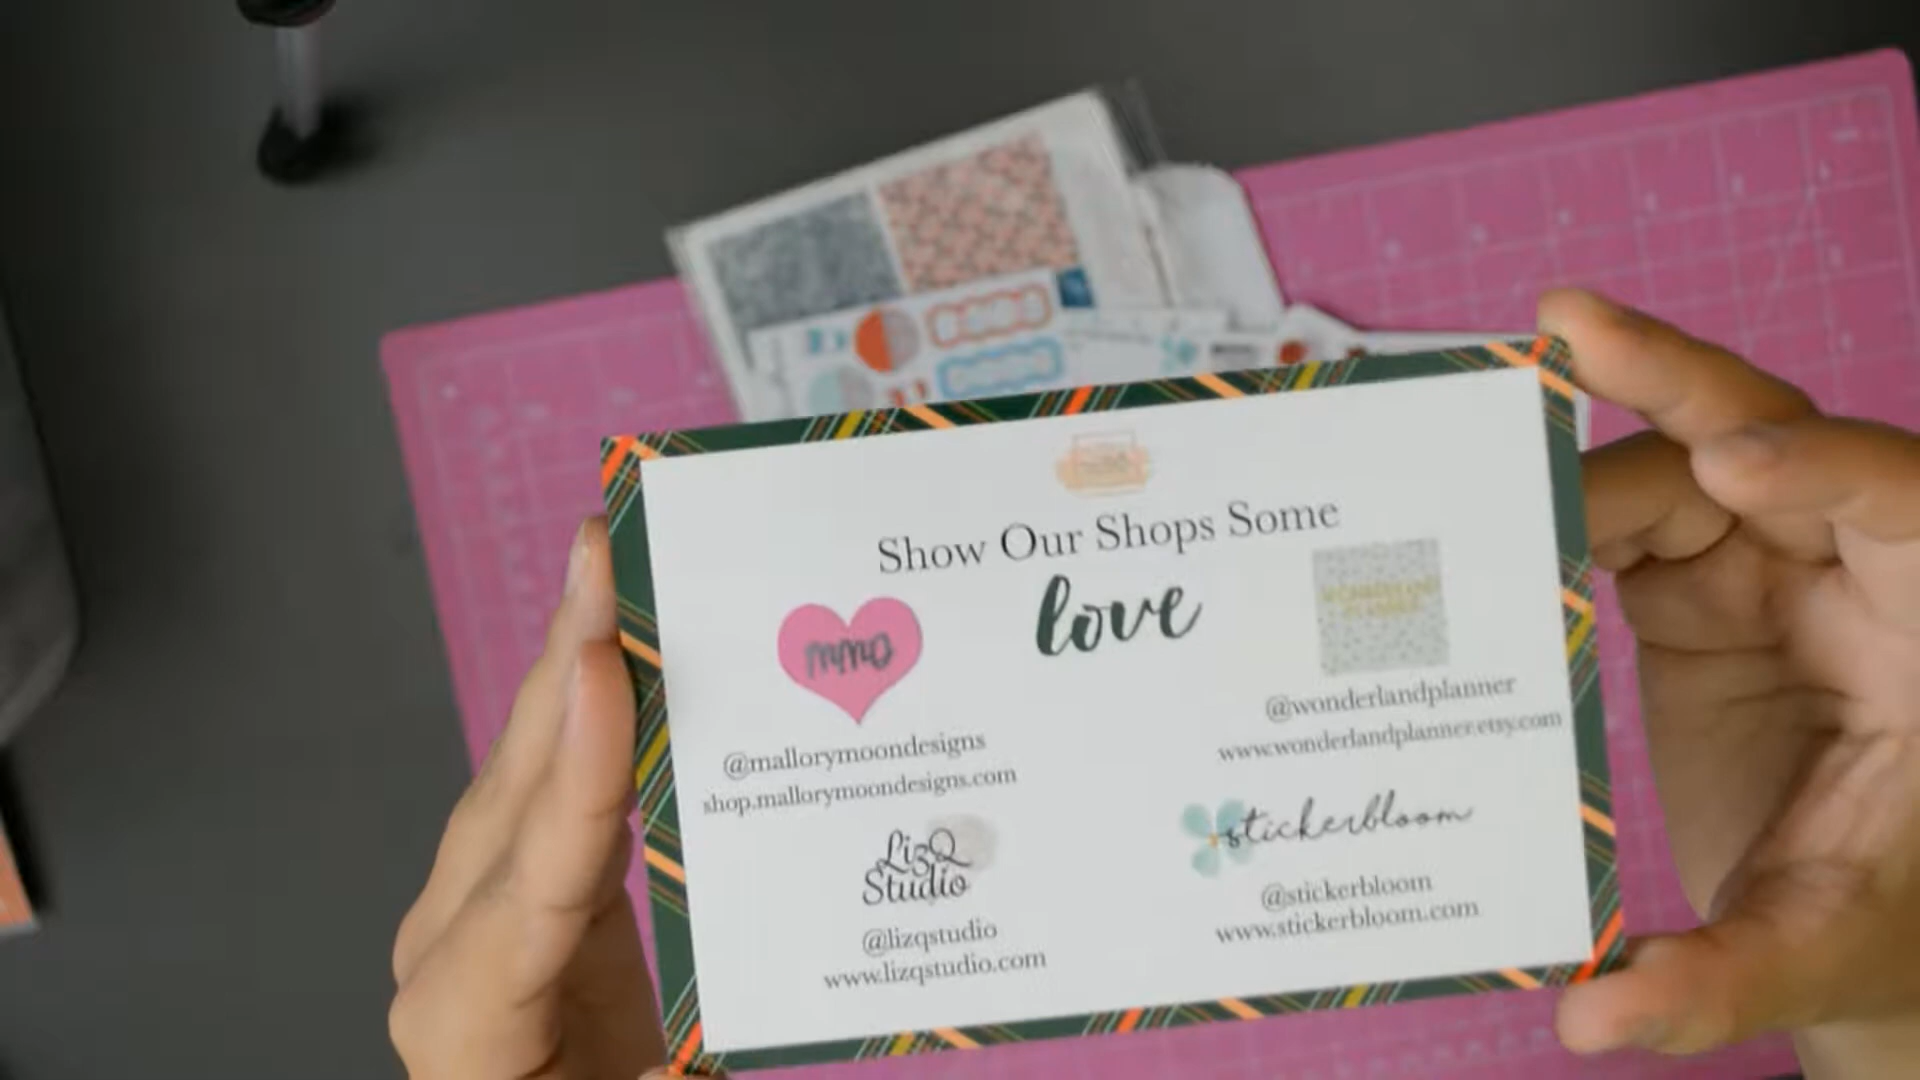 Show Our Shops Some
love
mmd
@mallorymoondesigns
shop.mallorymoondesigns.com
@wonderlandplanner
www.wonderlandplanner.etsy.com
LizQ
Studio
@lizqstudio
www.lizqstudio.com
stickerbloom
@stickerbloom
www.stickerbloom.com